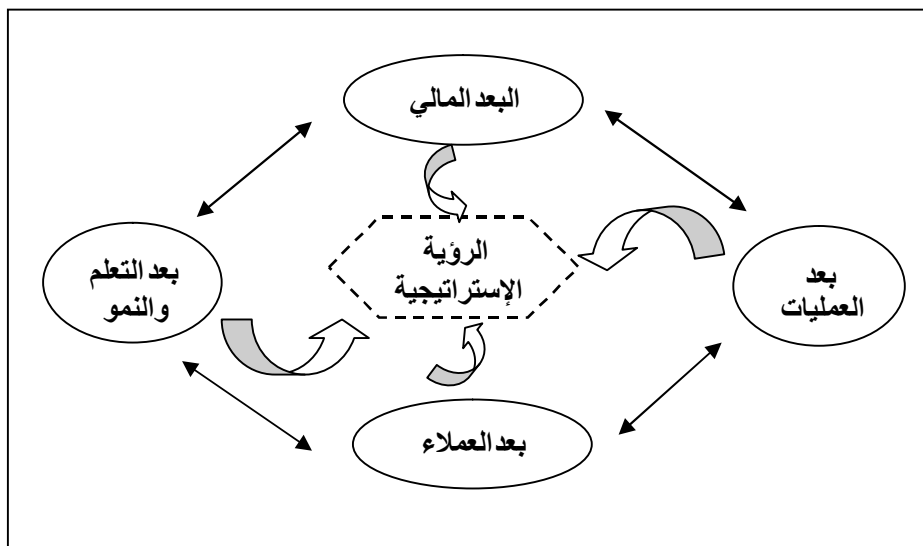 البعد المالي
الرؤية
الإستراتيجية
بعد التعلم
والنمو
بعد
العمليات
بعد العملاء